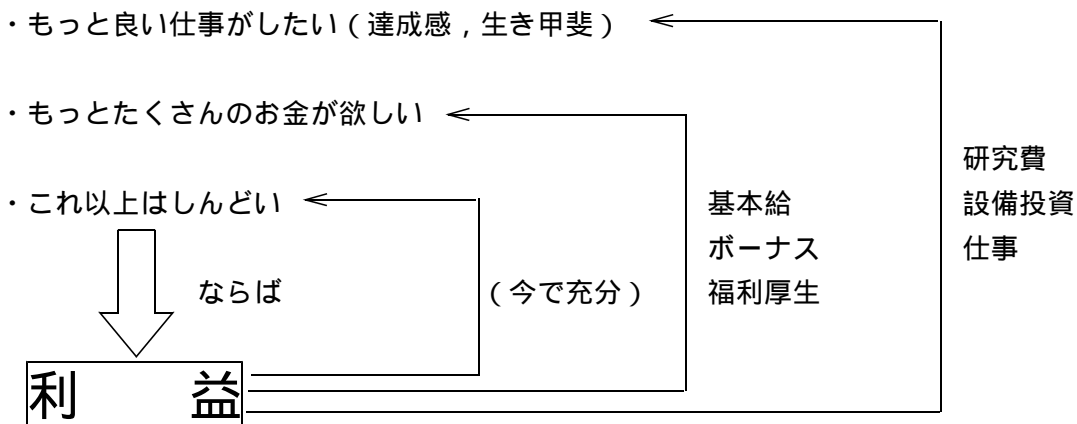 ・もっと良い仕事がしたい（達成感，生き甲斐）
・もっとたくさんのお金が欲しい
・これ以上はしんどい
ならば
（今で充分）
基本給
ボーナス
福利厚生
研究費
設備投資
仕事
利　益